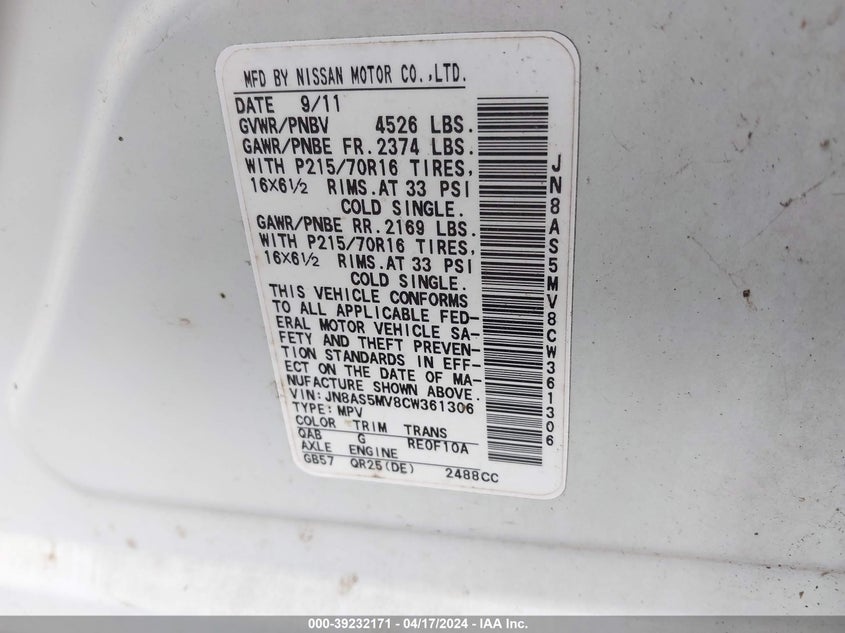 MFD BY NISSAN MOTOR CO.,LTD.
DATE 9/11
GVWR/PNBV 4526 LBS.
GAWR/PNBE FR.2374 LBS.
WITH P215/70R16 TIRES,
16X6½ RIMS.AT 33 PSI
COLD SINGLE.
GAWR/PNBE RR.2169 LBS.
WITH P215/70R16 TIRES,
16X6½ RIMS.AT 33 PSI
COLD SINGLE.
THIS VEHICLE CONFORMS
TO ALL APPLICABLE FED-
ERAL MOTOR VEHICLE SA-
FETY AND THEFT PREVEN-
TION STANDARDS IN EFF-
ECT ON THE DATE OF MA-
NUFACTURE SHOWN ABOVE.
VIN:JN8AS5MV8CW361306
TYPE:MPV
COLOR TRIM TRANS
QAB G RE0F10A
AXLE ENGINE
GB57 QR25(DE) 2488CC
JN8AS5MV8CW361306
000-39232171 - 04/17/2024 - IAA Inc.